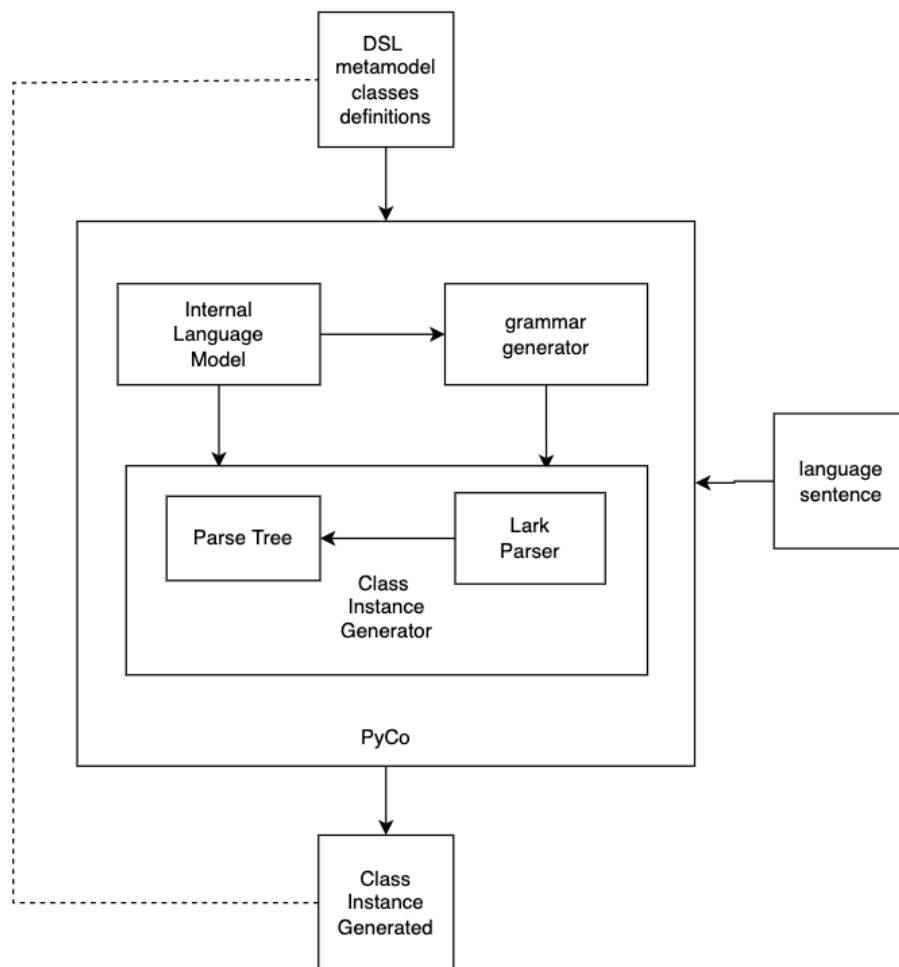 DSL
metamodel
classes
definitions
Internal
Language
Model
grammar
generator
language
sentence
Parse Tree
Lark
Parser
Class
Instance
Generator
PyCo
Class
Instance
Generated